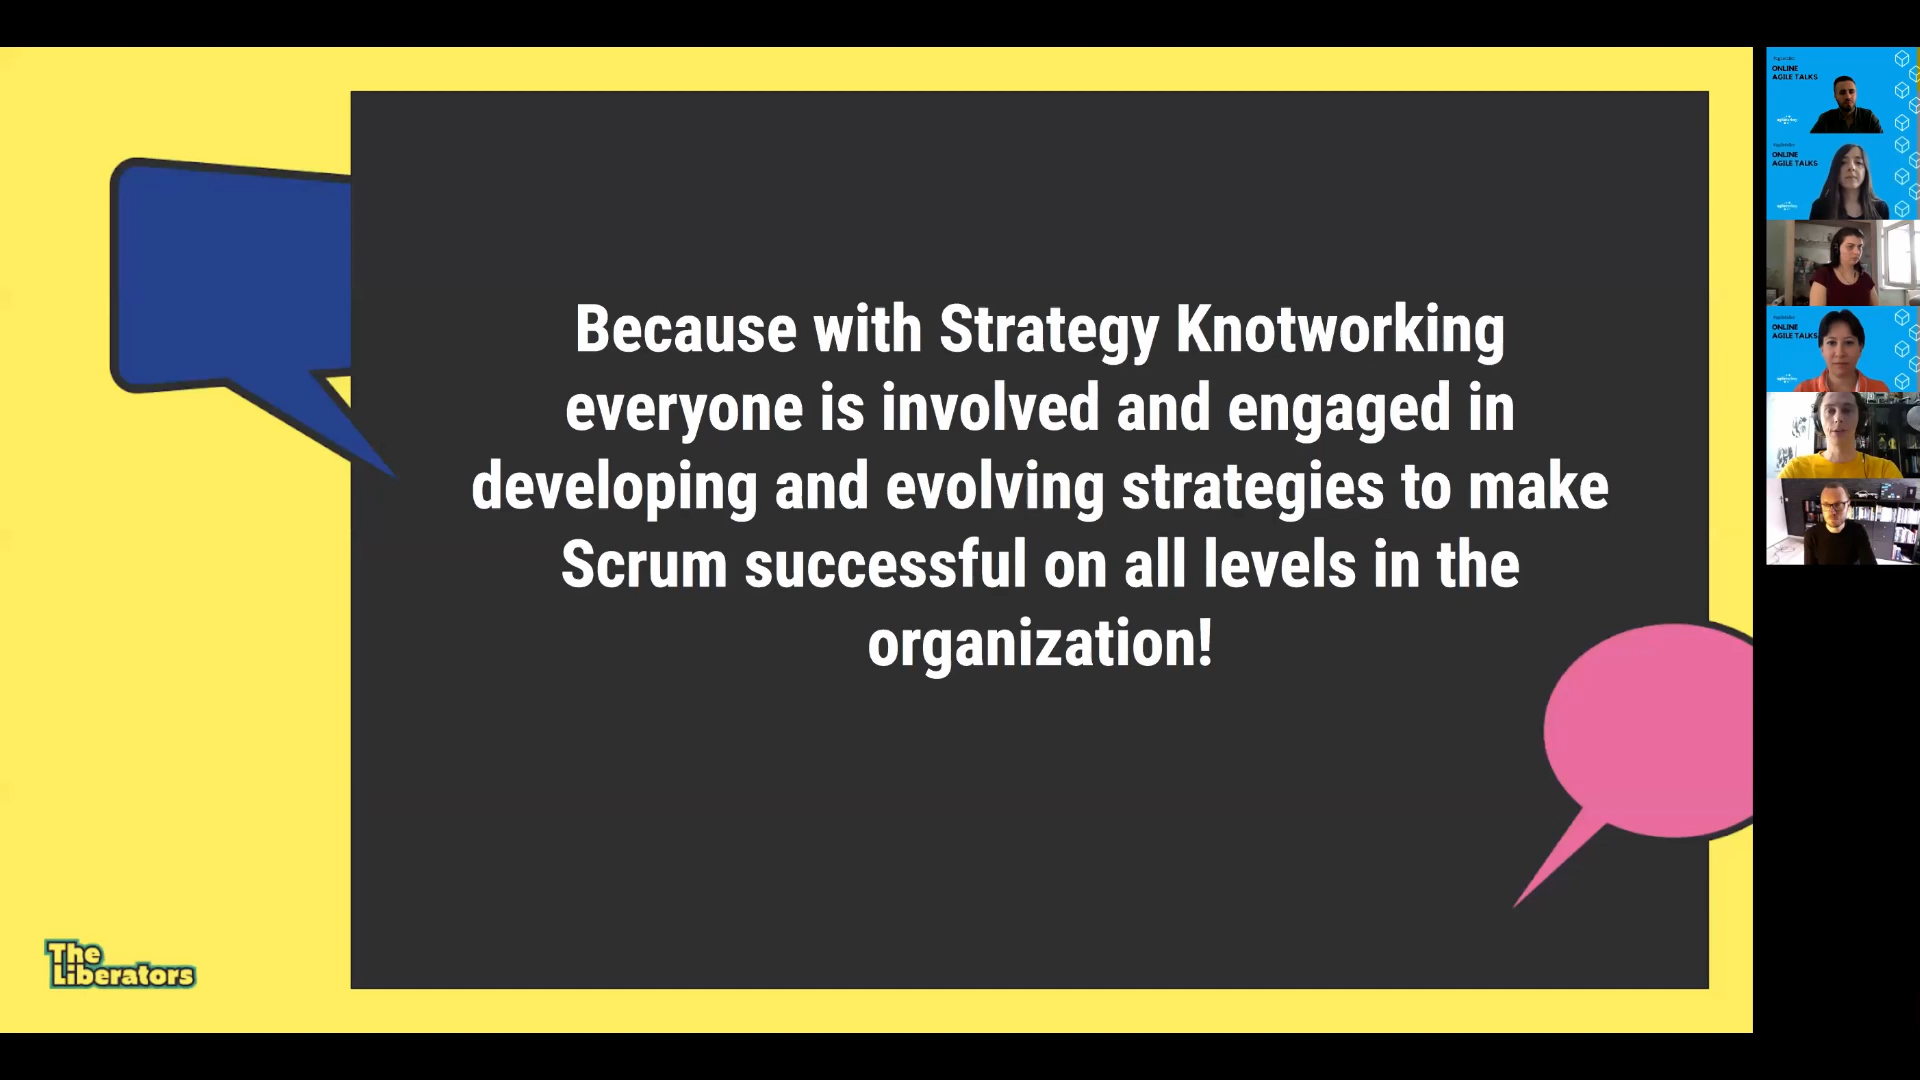 Because with Strategy Knotworking
everyone is involved and engaged in
developing and evolving strategies to make
Scrum successful on all levels in the
organization!
The
Liberators
ONLINE
AGILE TALKS
ONLINE
AGILE TALKS
ONLINE
AGILE TALKS